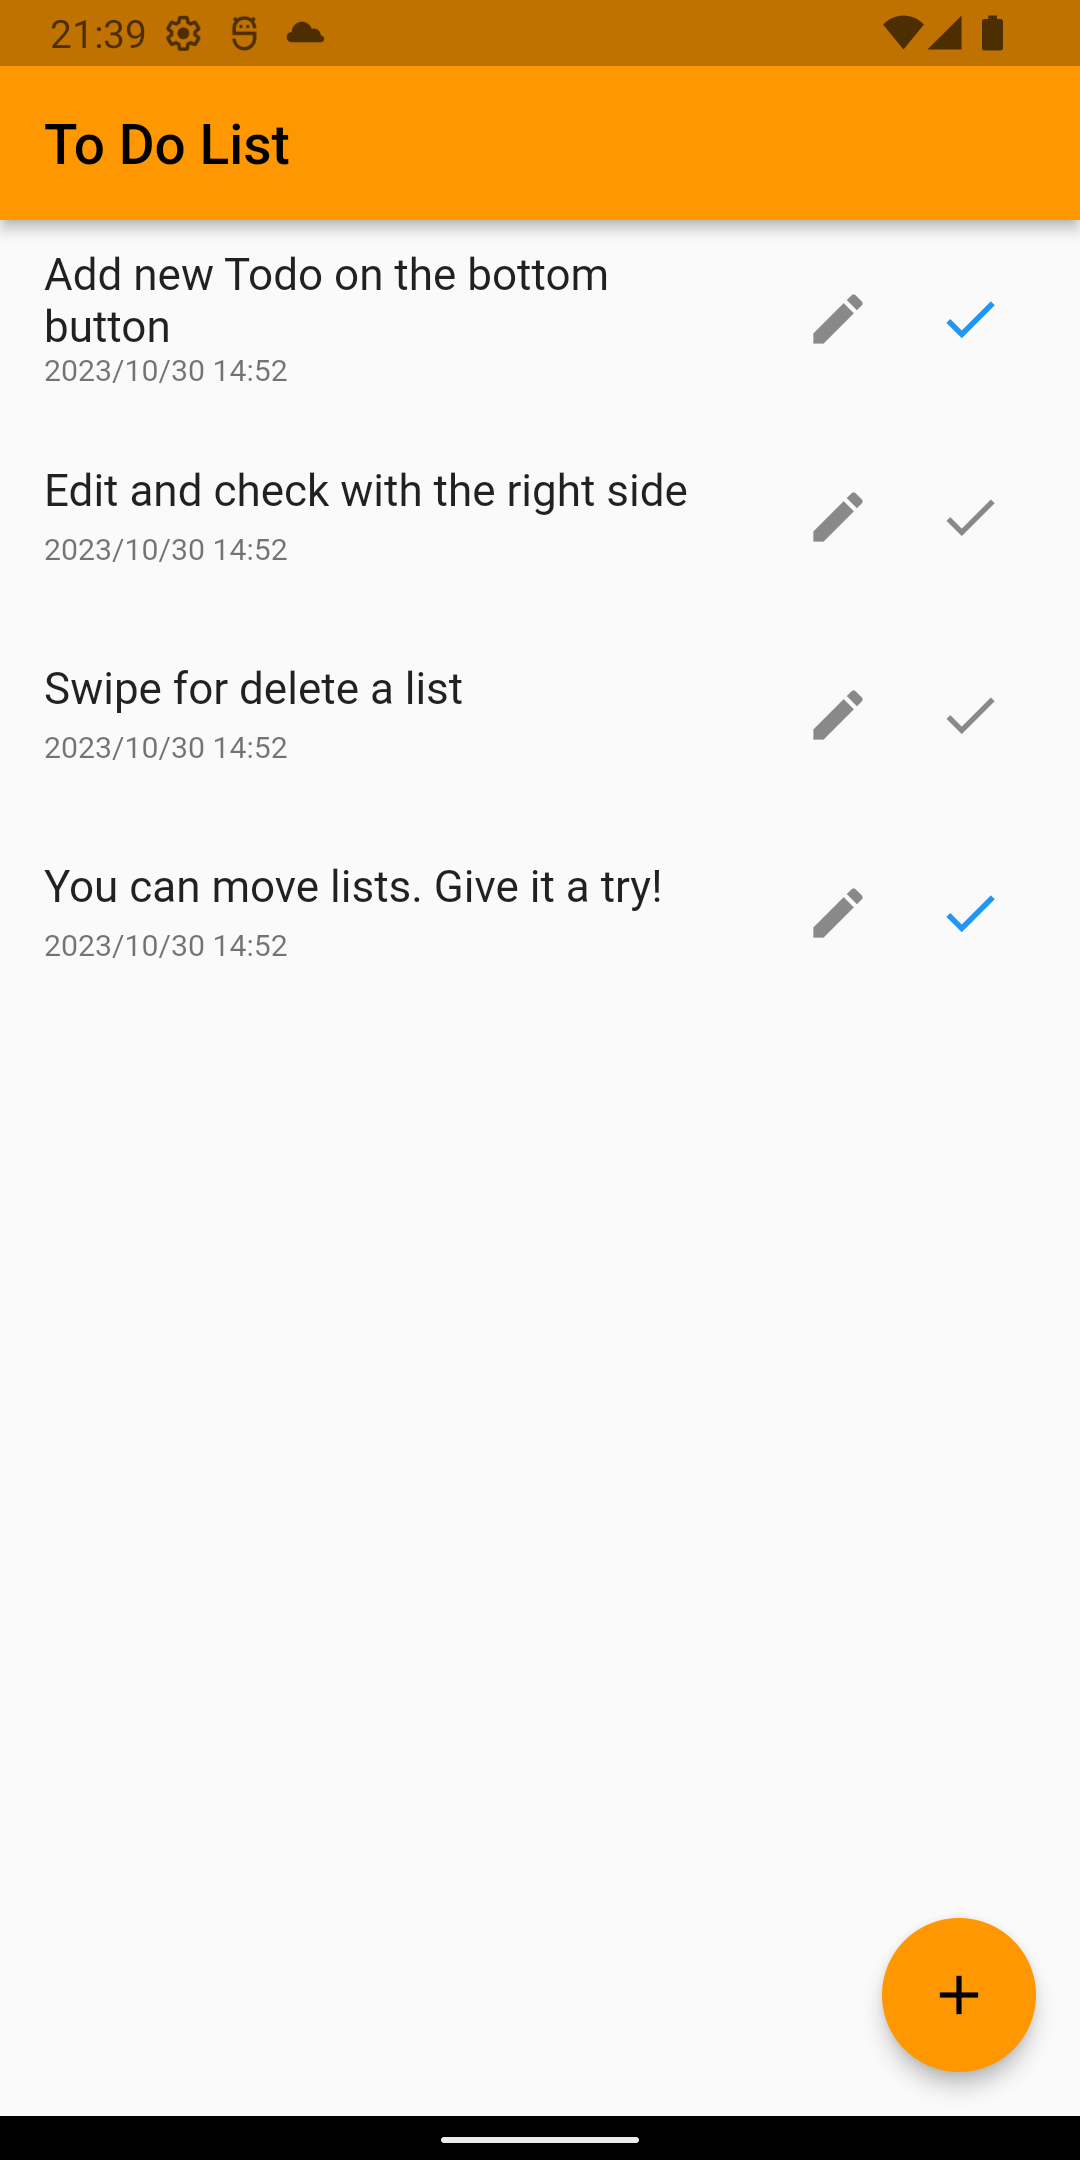 21:39
To Do List
Add new Todo on the bottom
button
2023/10/30 14:52
Edit and check with the right side
2023/10/30 14:52
Swipe for delete a list
2023/10/30 14:52
You can move lists. Give it a try!
2023/10/30 14:52